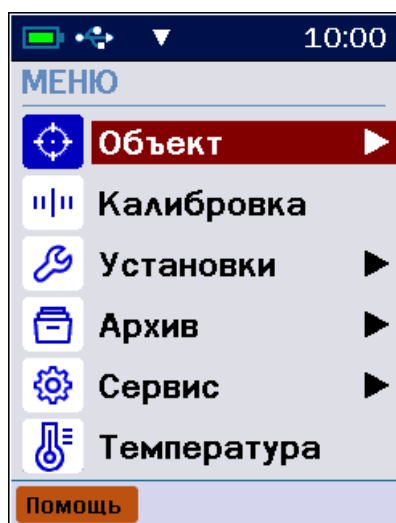 10:00
МЕНЮ
Объект
Калибровка
Установки
Архив
Сервис
Температура
Помощь